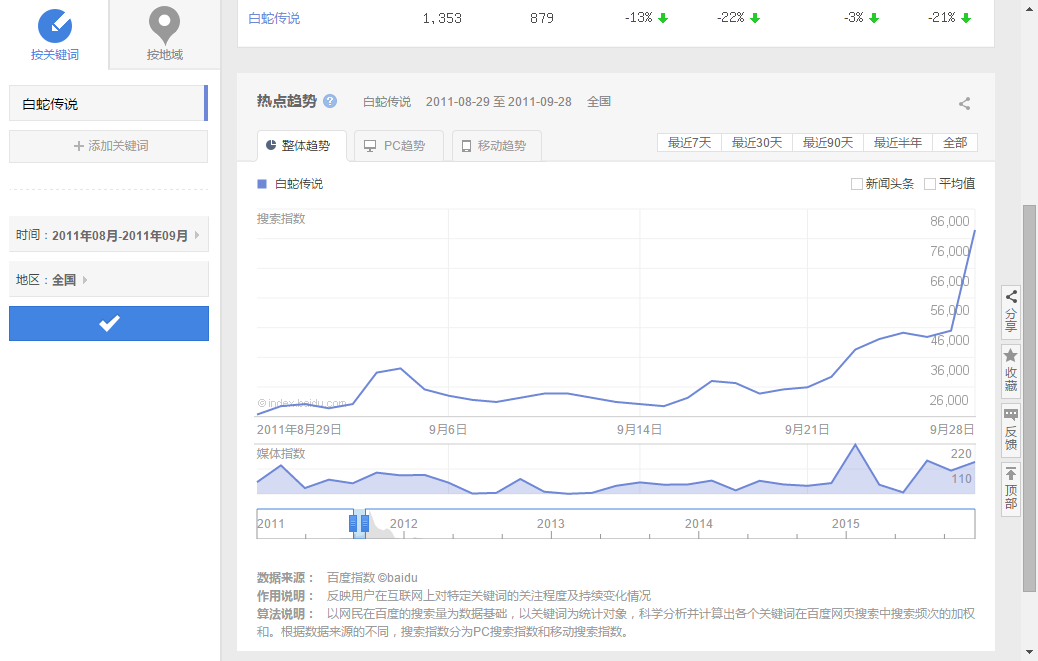 按关键词
按地域
白蛇传说
+ 添加关键词
时间：2011年08月-2011年09月
地区：全国
白蛇传说 1,353 879 -13% -22% -3% -21%
热点趋势 ? 白蛇传说 2011-08-29 至 2011-09-28 全国
整体趋势 PC趋势 移动趋势 最近7天 最近30天 最近90天 最近半年 全部
白蛇传说 新闻头条 平均值
搜索指数
86,000
76,000
66,000
56,000
46,000
36,000
26,000
©index.baidu.com
2011年8月29日 9月6日 9月14日 9月21日 9月28日
媒体指数 220
110
2011 2012 2013 2014 2015
数据来源： 百度指数 ©baidu
作用说明： 反映用户在互联网上对特定关键词的关注程度及持续变化情况
算法说明： 以网民在百度的搜索量为数据基础，以关键词为统计对象，科学分析并计算出各个关键词在百度网页搜索中搜索频次的加权
和。根据数据来源的不同，搜索指数分为PC搜索指数和移动搜索指数。
分享
收藏
反馈
顶部